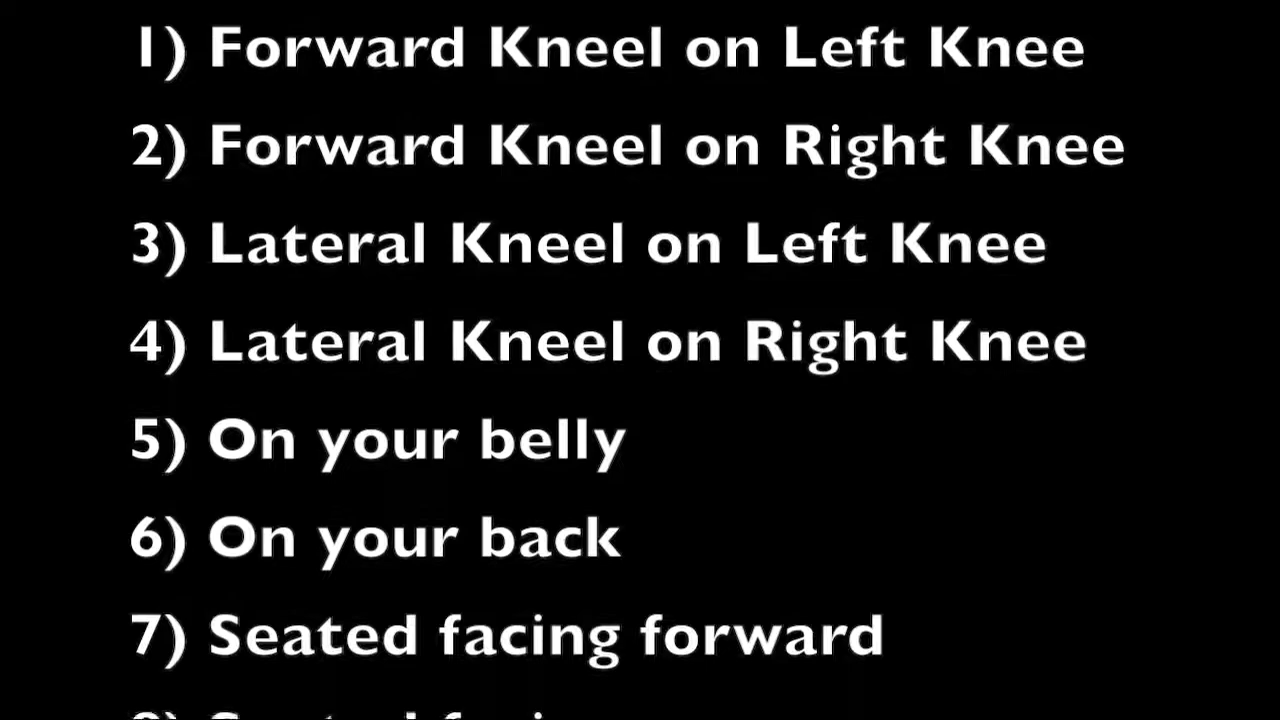 1) Forward Kneel on Left Knee
2) Forward Kneel on Right Knee
3) Lateral Kneel on Left Knee
4) Lateral Kneel on Right Knee
5) On your belly
6) On your back
7) Seated facing forward